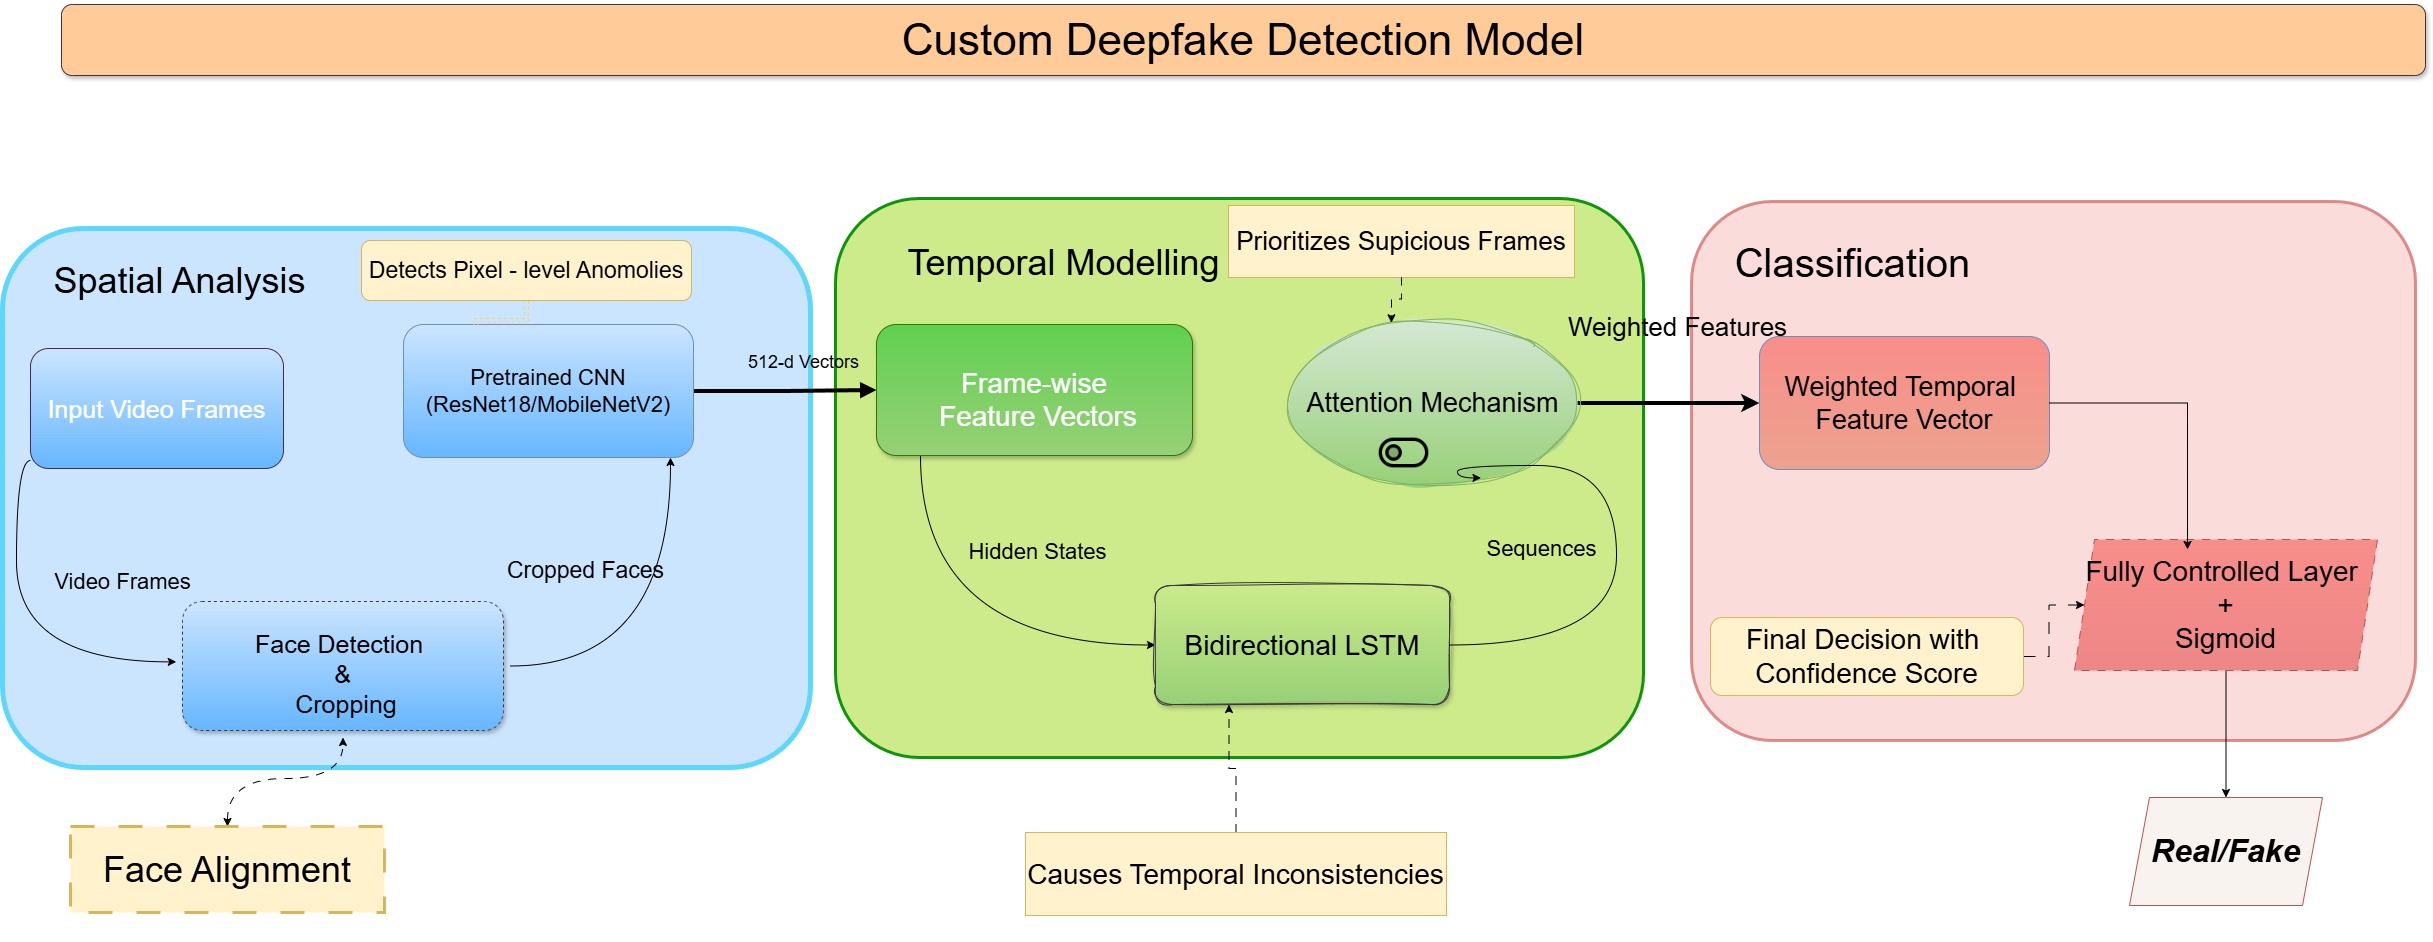 Custom Deepfake Detection Model
Spatial Analysis
Detects Pixel - level Anomolies
Input Video Frames
Pretrained CNN
(ResNet18/MobileNetV2)
Video Frames
Cropped Faces
Face Detection
&
Cropping
Face Alignment
512-d Vectors
Temporal Modelling
Prioritizes Supicious Frames
Frame-wise
Feature Vectors
Attention Mechanism
Hidden States
Sequences
Bidirectional LSTM
Causes Temporal Inconsistencies
Weighted Features
Classification
Weighted Temporal
Feature Vector
Fully Controlled Layer
+
Sigmoid
Final Decision with
Confidence Score
Real/Fake